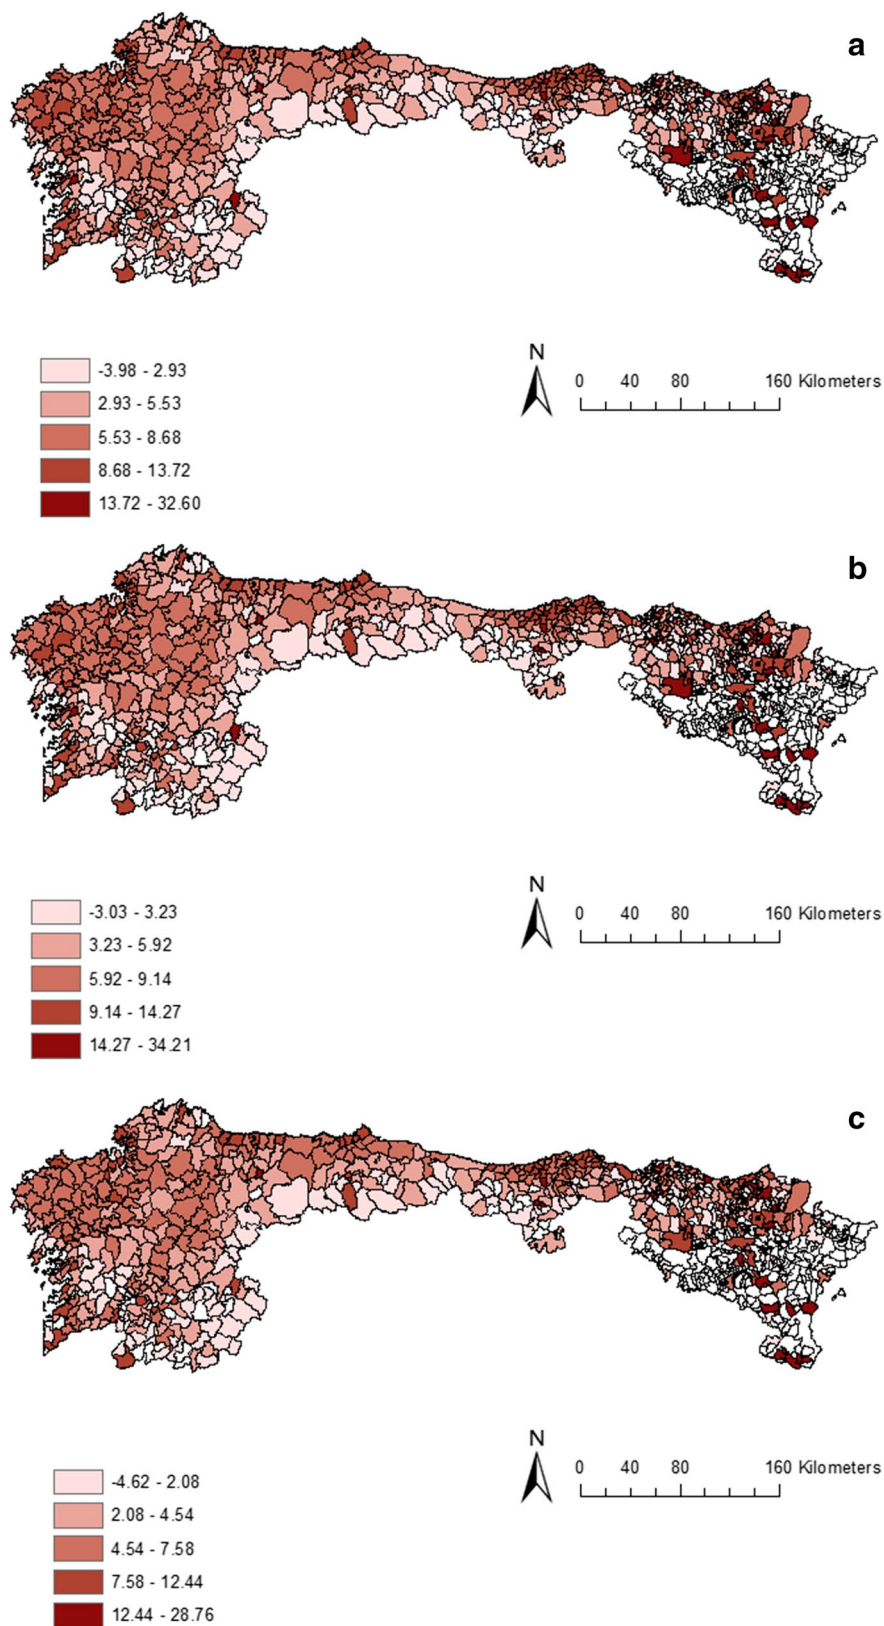 a
-3.98 - 2.93
2.93 - 5.53
5.53 - 8.68
8.68 - 13.72
13.72 - 32.60
N
0 40 80 160 Kilometers
b
-3.03 - 3.23
3.23 - 5.92
5.92 - 9.14
9.14 - 14.27
14.27 - 34.21
N
0 40 80 160 Kilometers
c
-4.62 - 2.08
2.08 - 4.54
4.54 - 7.58
7.58 - 12.44
12.44 - 28.76
N
0 40 80 160 Kilometers